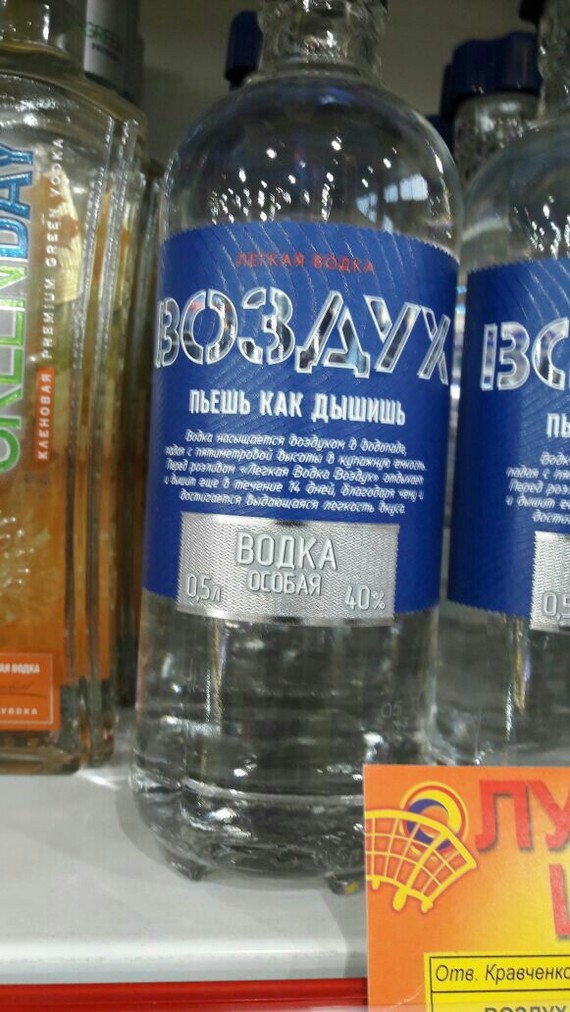 ЛЕГКАЯ ВОДКА
ВОЗДУХ
ПЬЕШЬ КАК ДЫШИШЬ
Водка насыщается воздухом в водопаде,
падая с пятиметровой высоты в купажную емкость.
Перед розливом «Легкая Водка Воздух» отдыхает
и дышит еще в течение 14 дней, благодаря чему и
достигается выдающаяся легкость вкуса.
ВОДКА
ОСОБАЯ
0,5л
40%
GREENDAY
КЛЕНОВАЯ PREMIUM GREEN VODKA
ВОДКА
VODKA
Отв. Кравченко
ВОЗДУХ